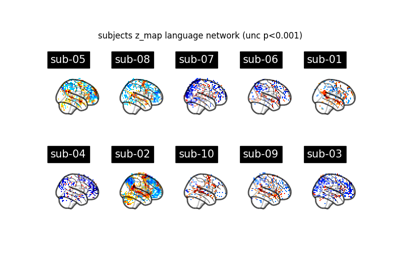 subjects z_map language network (unc p<0.001)
sub-05 sub-08 sub-07 sub-06 sub-01
sub-04 sub-02 sub-10 sub-09 sub-03